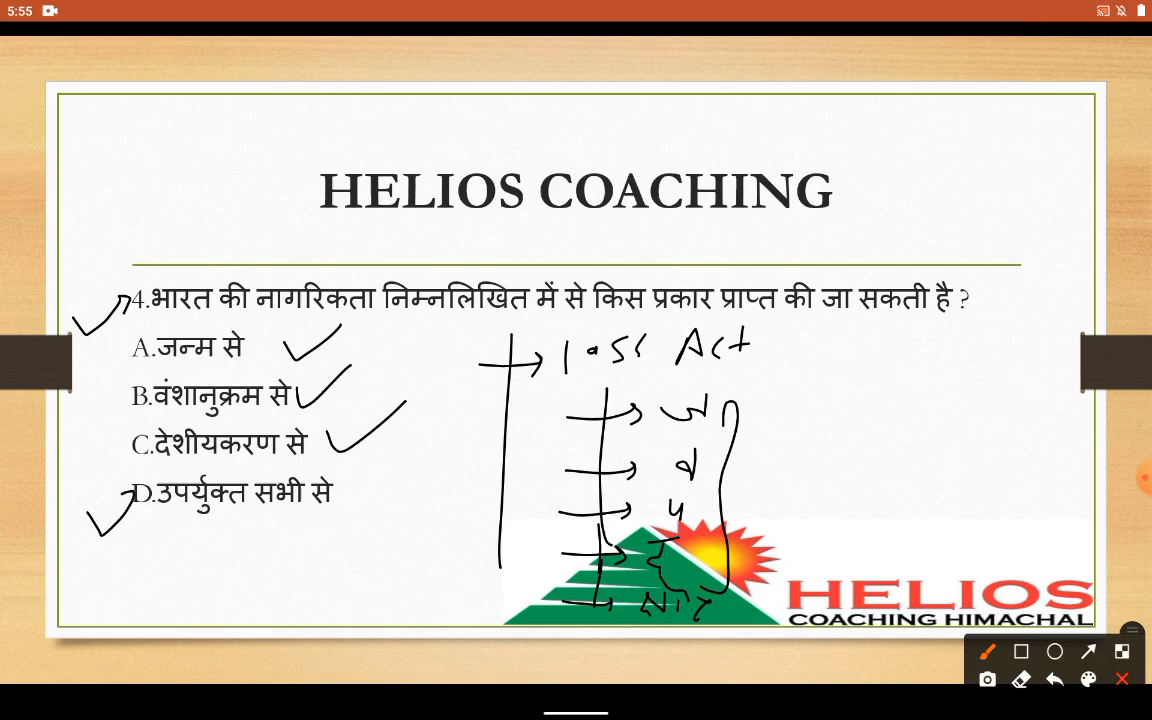 5:55
HELIOS COACHING
4.भारत की नागरिकता निम्नलिखित में से किस प्रकार प्राप्त की जा सकती है ?
A.जन्म से
B.वंशानुक्रम से
C.देशीयकरण से
D.उपर्युक्त सभी से
Act
HELIOS
COACHING HIMACHAL